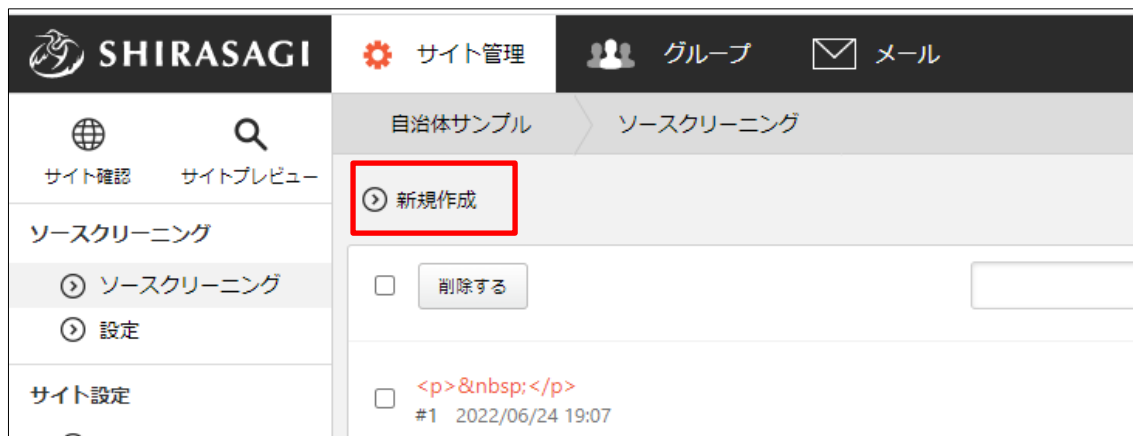 SHIRASAGI サイト管理 グループ メール
サイト確認 サイトプレビュー
自治体サンプル ソースクリーニング
新規作成
ソースクリーニング
ソースクリーニング
設定
削除する
サイト設定
<p>&nbsp;</p>
#1 2022/06/24 19:07